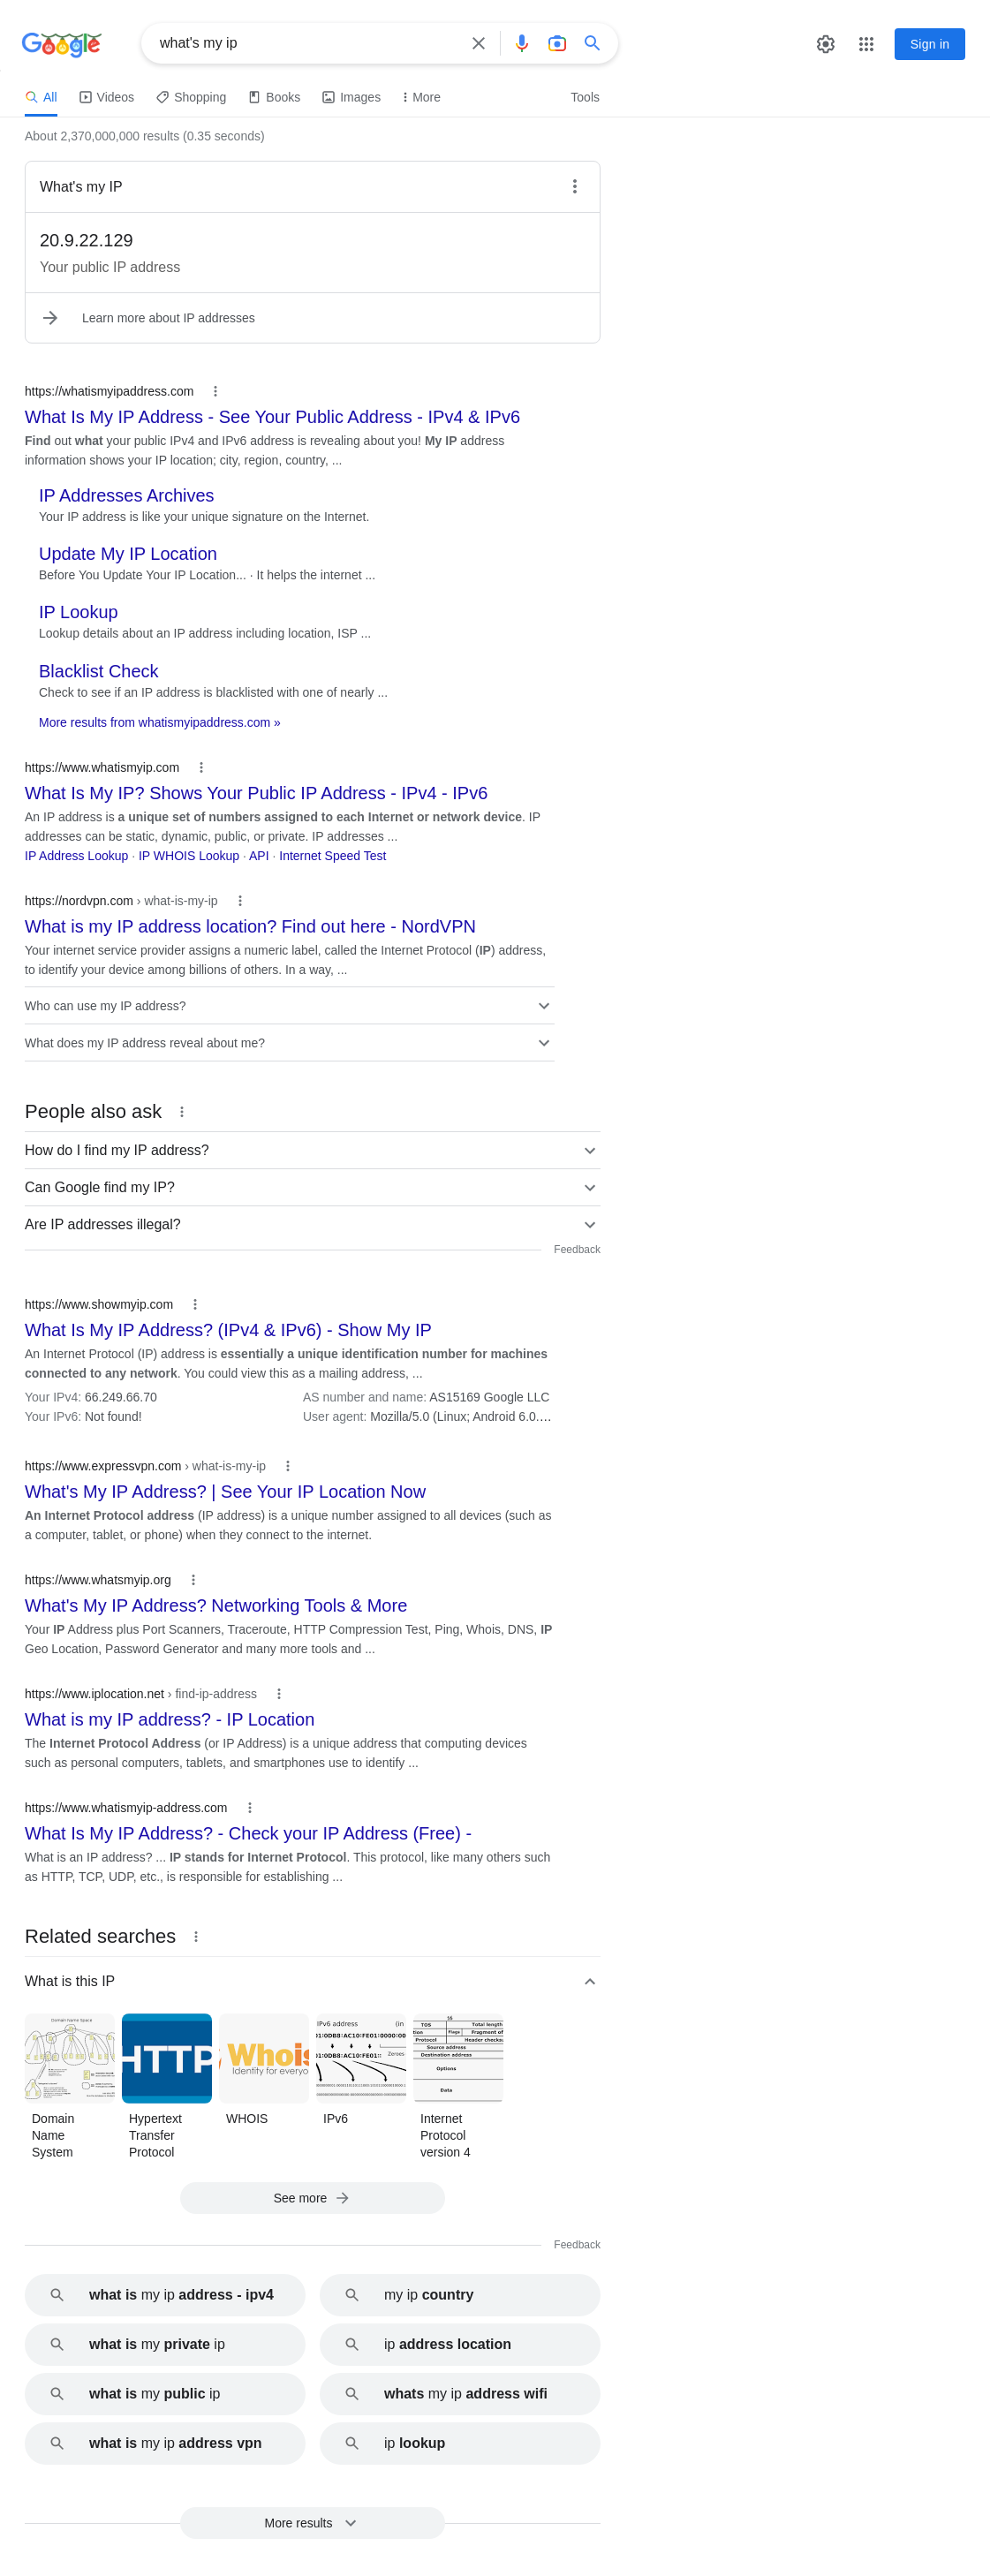 Google
what's my ip
Sign in
All
Videos
Shopping
Books
Images
More
Tools
About 2,370,000,000 results (0.35 seconds)
What's my IP
20.9.22.129
Your public IP address
Learn more about IP addresses
https://whatismyipaddress.com
What Is My IP Address - See Your Public Address - IPv4 & IPv6
Find out what your public IPv4 and IPv6 address is revealing about you! My IP address
information shows your IP location; city, region, country, ...
IP Addresses Archives
Your IP address is like your unique signature on the Internet.
Update My IP Location
Before You Update Your IP Location... · It helps the internet ...
IP Lookup
Lookup details about an IP address including location, ISP ...
Blacklist Check
Check to see if an IP address is blacklisted with one of nearly ...
More results from whatismyipaddress.com »
https://www.whatismyip.com
What Is My IP? Shows Your Public IP Address - IPv4 - IPv6
An IP address is a unique set of numbers assigned to each Internet or network device. IP
addresses can be static, dynamic, public, or private. IP addresses ...
IP Address Lookup · IP WHOIS Lookup · API · Internet Speed Test
https://nordvpn.com › what-is-my-ip
What is my IP address location? Find out here - NordVPN
Your internet service provider assigns a numeric label, called the Internet Protocol (IP) address,
to identify your device among billions of others. In a way, ...
Who can use my IP address?
What does my IP address reveal about me?
People also ask
How do I find my IP address?
Can Google find my IP?
Are IP addresses illegal?
Feedback
https://www.showmyip.com
What Is My IP Address? (IPv4 & IPv6) - Show My IP
An Internet Protocol (IP) address is essentially a unique identification number for machines
connected to any network. You could view this as a mailing address, ...
Your IPv4: 66.249.66.70
AS number and name: AS15169 Google LLC
Your IPv6: Not found!
User agent: Mozilla/5.0 (Linux; Android 6.0....
https://www.expressvpn.com › what-is-my-ip
What's My IP Address? | See Your IP Location Now
An Internet Protocol address (IP address) is a unique number assigned to all devices (such as
a computer, tablet, or phone) when they connect to the internet.
https://www.whatsmyip.org
What's My IP Address? Networking Tools & More
Your IP Address plus Port Scanners, Traceroute, HTTP Compression Test, Ping, Whois, DNS, IP
Geo Location, Password Generator and many more tools and ...
https://www.iplocation.net › find-ip-address
What is my IP address? - IP Location
The Internet Protocol Address (or IP Address) is a unique address that computing devices
such as personal computers, tablets, and smartphones use to identify ...
https://www.whatismyip-address.com
What Is My IP Address? - Check your IP Address (Free) -
What is an IP address? ... IP stands for Internet Protocol. This protocol, like many others such
as HTTP, TCP, UDP, etc., is responsible for establishing ...
Related searches
What is this IP
Domain Name Space
HTTP
Whois
Identity for everyo
IPv6 address (in
Zeroes
16
TOS Total length
Flags Fragment of
Protocol Header checks
Source address
Destination address
Options
Data
Domain
Name
System
Hypertext
Transfer
Protocol
WHOIS
IPv6
Internet
Protocol
version 4
See more
Feedback
what is my ip address - ipv4
my ip country
what is my private ip
ip address location
what is my public ip
whats my ip address wifi
what is my ip address vpn
ip lookup
More results